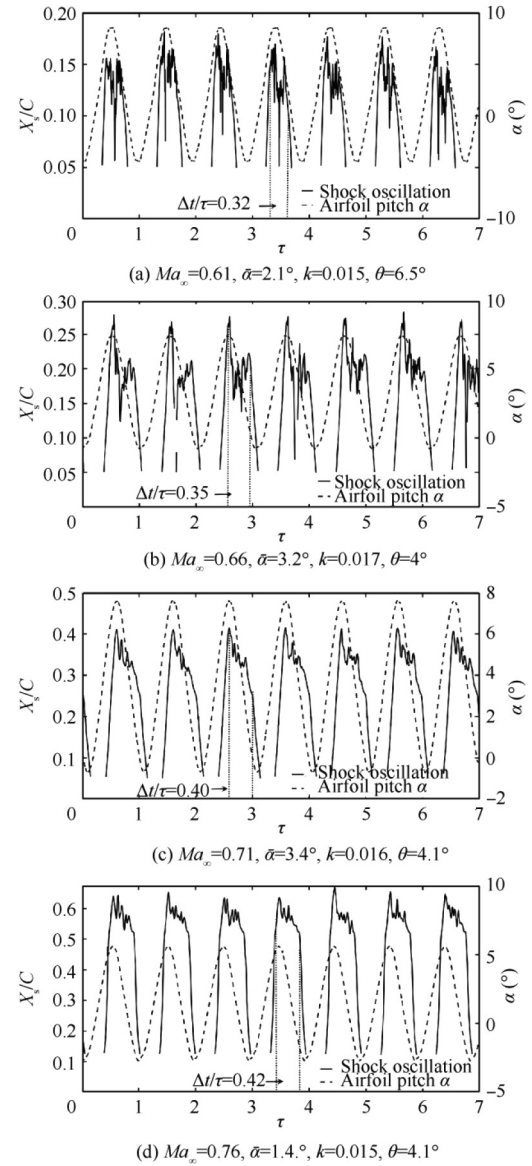 0.20
0.15
0.10
0.05
Xs/C
10
5
0
−5
−10
α (°)
Δt/τ=0.32
Shock oscillation
Airfoil pitch α
0 1 2 3 4 5 6 7
τ
(a) Ma∞=0.61, ᾱ=2.1°, k=0.015, θ=6.5°
0.30
0.25
0.20
0.15
0.10
0.05
Xs/C
10
5
0
−5
α (°)
Δt/τ=0.35
Shock oscillation
Airfoil pitch α
0 1 2 3 4 5 6 7
τ
(b) Ma∞=0.66, ᾱ=3.2°, k=0.017, θ=4°
0.5
0.4
0.3
0.2
0.1
Xs/C
8
6
4
2
0
−2
α (°)
Δt/τ=0.40
Shock oscillation
Airfoil pitch α
0 1 2 3 4 5 6 7
τ
(c) Ma∞=0.71, ᾱ=3.4°, k=0.016, θ=4.1°
0.6
0.5
0.4
0.3
0.2
0.1
Xs/C
10
5
0
−5
α (°)
Δt/τ=0.42
Shock oscillation
Airfoil pitch α
0 1 2 3 4 5 6 7
τ
(d) Ma∞=0.76, ᾱ=1.4.°, k=0.015, θ=4.1°